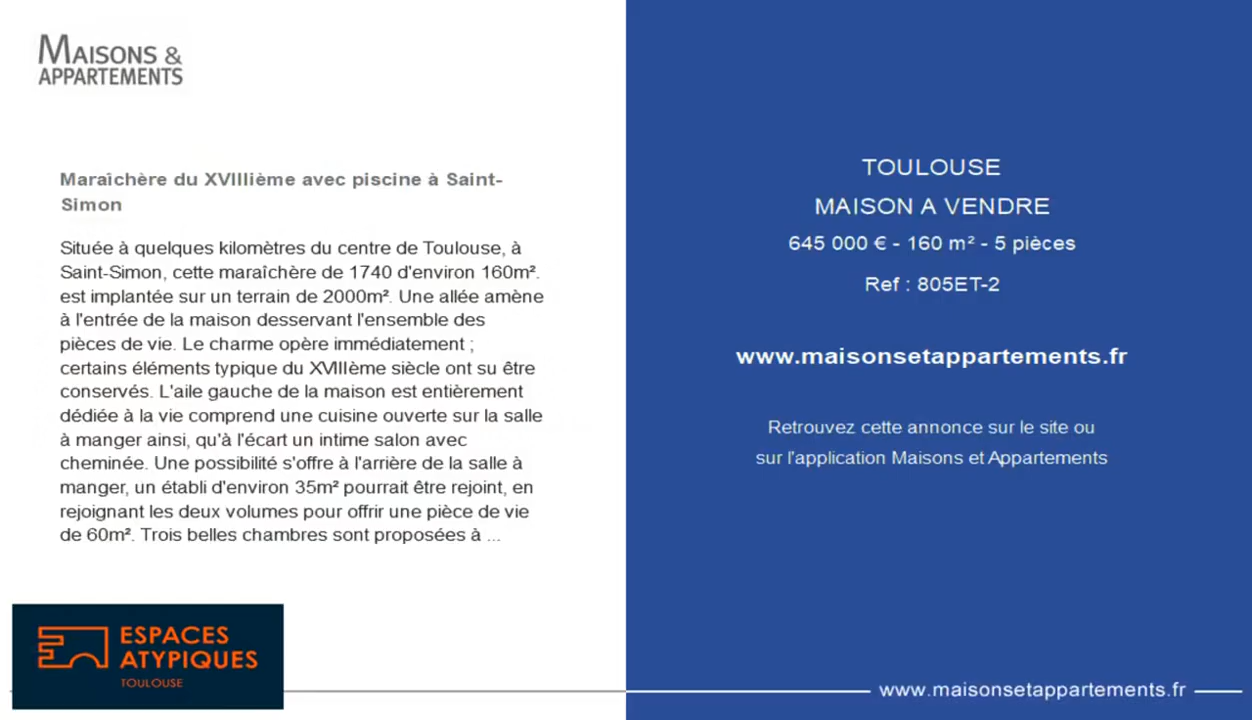 MAISONS &
APPARTEMENTS
Maraîchère du XVIIIième avec piscine à Saint-
Simon
Située à quelques kilomètres du centre de Toulouse, à
Saint-Simon, cette maraîchère de 1740 d'environ 160m².
est implantée sur un terrain de 2000m². Une allée amène
à l'entrée de la maison desservant l'ensemble des
pièces de vie. Le charme opère immédiatement ;
certains éléments typique du XVIIIème siècle ont su être
conservés. L'aile gauche de la maison est entièrement
dédiée à la vie comprend une cuisine ouverte sur la salle
à manger ainsi, qu'à l'écart un intime salon avec
cheminée. Une possibilité s'offre à l'arrière de la salle à
manger, un établi d'environ 35m² pourrait être rejoint, en
rejoignant les deux volumes pour offrir une pièce de vie
de 60m². Trois belles chambres sont proposées à ...
ESPACES
ATYPIQUES
TOULOUSE
TOULOUSE
MAISON A VENDRE
645 000 € - 160 m² - 5 pièces
Ref : 805ET-2
www.maisonsetappartements.fr
Retrouvez cette annonce sur le site ou
sur l'application Maisons et Appartements
www.maisonsetappartements.fr